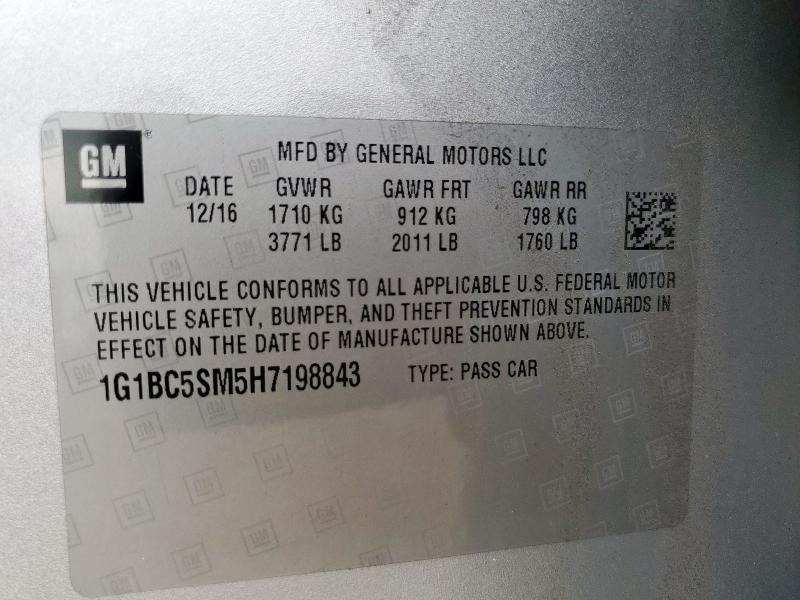 GM
MFD BY GENERAL MOTORS LLC
DATE GVWR GAWR FRT GAWR RR
12/16 1710 KG 912 KG 798 KG
3771 LB 2011 LB 1760 LB
THIS VEHICLE CONFORMS TO ALL APPLICABLE U.S. FEDERAL MOTOR
VEHICLE SAFETY, BUMPER, AND THEFT PREVENTION STANDARDS IN
EFFECT ON THE DATE OF MANUFACTURE SHOWN ABOVE.
1G1BC5SM5H7198843 TYPE: PASS CAR